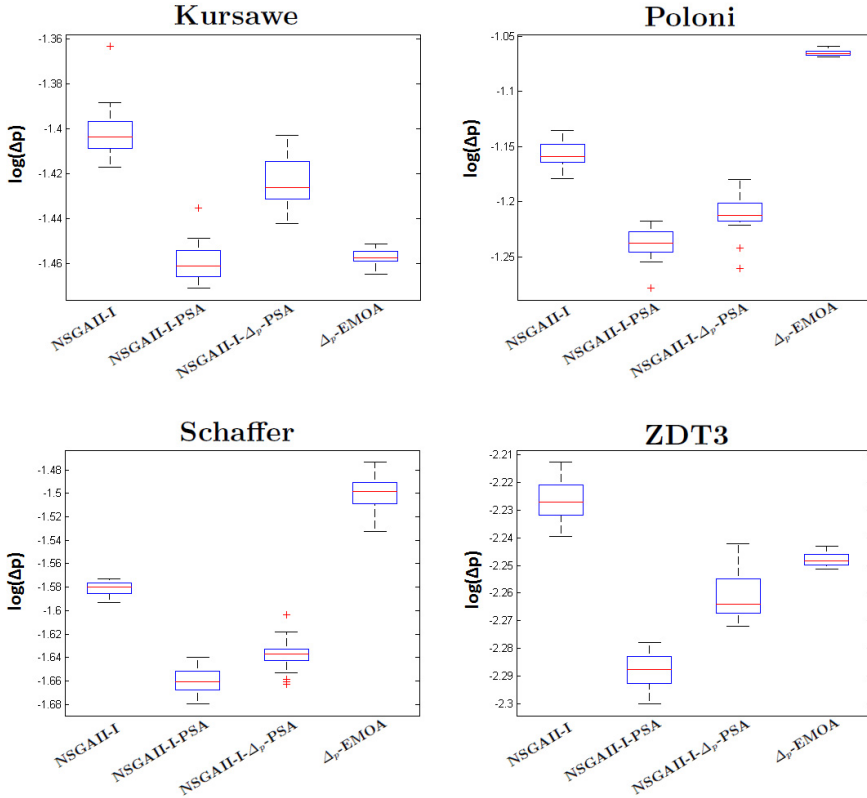 Kursawe
-1.36
-1.38
-1.4
-1.42
-1.44
-1.46
log(Δp)
NSGAII-I
NSGAII-I-PSA
NSGAII-I-Δp-PSA
Δp-EMOA
Poloni
-1.05
-1.1
-1.15
-1.2
-1.25
log(Δp)
NSGAII-I
NSGAII-I-PSA
NSGAII-I-Δp-PSA
Δp-EMOA
Schaffer
-1.48
-1.5
-1.52
-1.54
-1.56
-1.58
-1.6
-1.62
-1.64
-1.66
-1.68
log(Δp)
NSGAII-I
NSGAII-I-PSA
NSGAII-I-Δp-PSA
Δp-EMOA
ZDT3
-2.21
-2.22
-2.23
-2.24
-2.25
-2.26
-2.27
-2.28
-2.29
-2.3
log(Δp)
NSGAII-I
NSGAII-I-PSA
NSGAII-I-Δp-PSA
Δp-EMOA